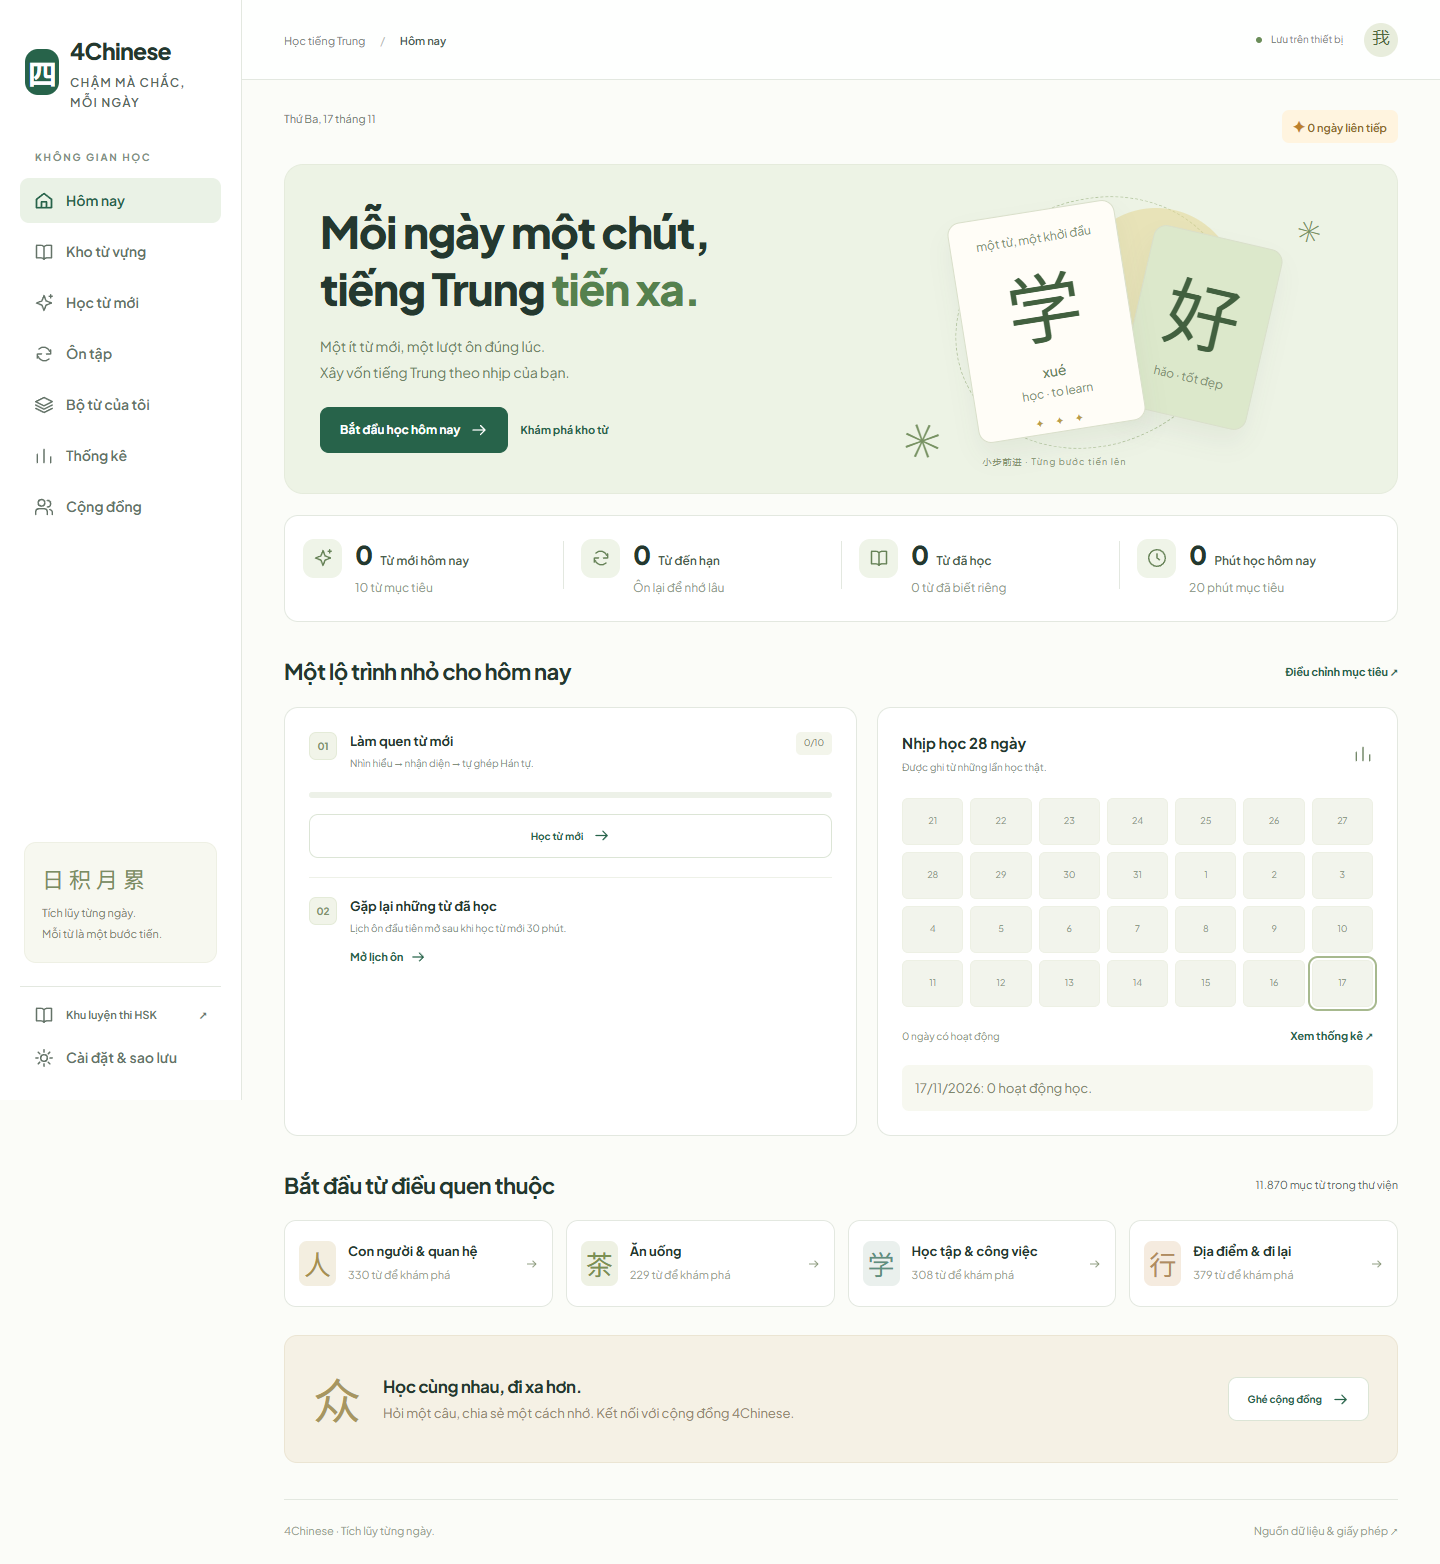 四
4Chinese
CHẬM MÀ CHẮC,
MỖI NGÀY
KHÔNG GIAN HỌC
Hôm nay
Kho từ vựng
Học từ mới
Ôn tập
Bộ từ của tôi
Thống kê
Cộng đồng
日积月累
Tích lũy từng ngày.
Mỗi từ là một bước tiến.
Khu luyện thi HSK ↗
Cài đặt & sao lưu
Học tiếng Trung / Hôm nay
Lưu trên thiết bị
我
Thứ Ba, 17 tháng 11
✦ 0 ngày liên tiếp
Mỗi ngày một chút,
tiếng Trung tiến xa.
Một ít từ mới, một lượt ôn đúng lúc.
Xây vốn tiếng Trung theo nhịp của bạn.
Bắt đầu học hôm nay →
Khám phá kho từ
một từ, một khởi đầu
学
xué
học · to learn
✦ ✦ ✦
好
hǎo · tốt đẹp
小步前进 · Từng bước tiến lên
0 Từ mới hôm nay
10 từ mục tiêu
0 Từ đến hạn
Ôn lại để nhớ lâu
0 Từ đã học
0 từ đã biết riêng
0 Phút học hôm nay
20 phút mục tiêu
Một lộ trình nhỏ cho hôm nay
Điều chỉnh mục tiêu ↗
01 Làm quen từ mới 0/10
Nhìn hiểu → nhận diện → tự ghép Hán tự.
Học từ mới →
02 Gặp lại những từ đã học
Lịch ôn đầu tiên mở sau khi học từ mới 30 phút.
Mở lịch ôn →
Nhịp học 28 ngày
Được ghi từ những lần học thật.
21 22 23 24 25 26 27
28 29 30 31 1 2 3
4 5 6 7 8 9 10
11 12 13 14 15 16 17
0 ngày có hoạt động
Xem thống kê ↗
17/11/2026: 0 hoạt động học.
Bắt đầu từ điều quen thuộc
11.870 mục từ trong thư viện
人
Con người & quan hệ
330 từ để khám phá
→
茶
Ăn uống
229 từ để khám phá
→
学
Học tập & công việc
308 từ để khám phá
→
行
Địa điểm & đi lại
379 từ để khám phá
→
众
Học cùng nhau, đi xa hơn.
Hỏi một câu, chia sẻ một cách nhớ. Kết nối với cộng đồng 4Chinese.
Ghé cộng đồng →
4Chinese · Tích lũy từng ngày.
Nguồn dữ liệu & giấy phép ↗